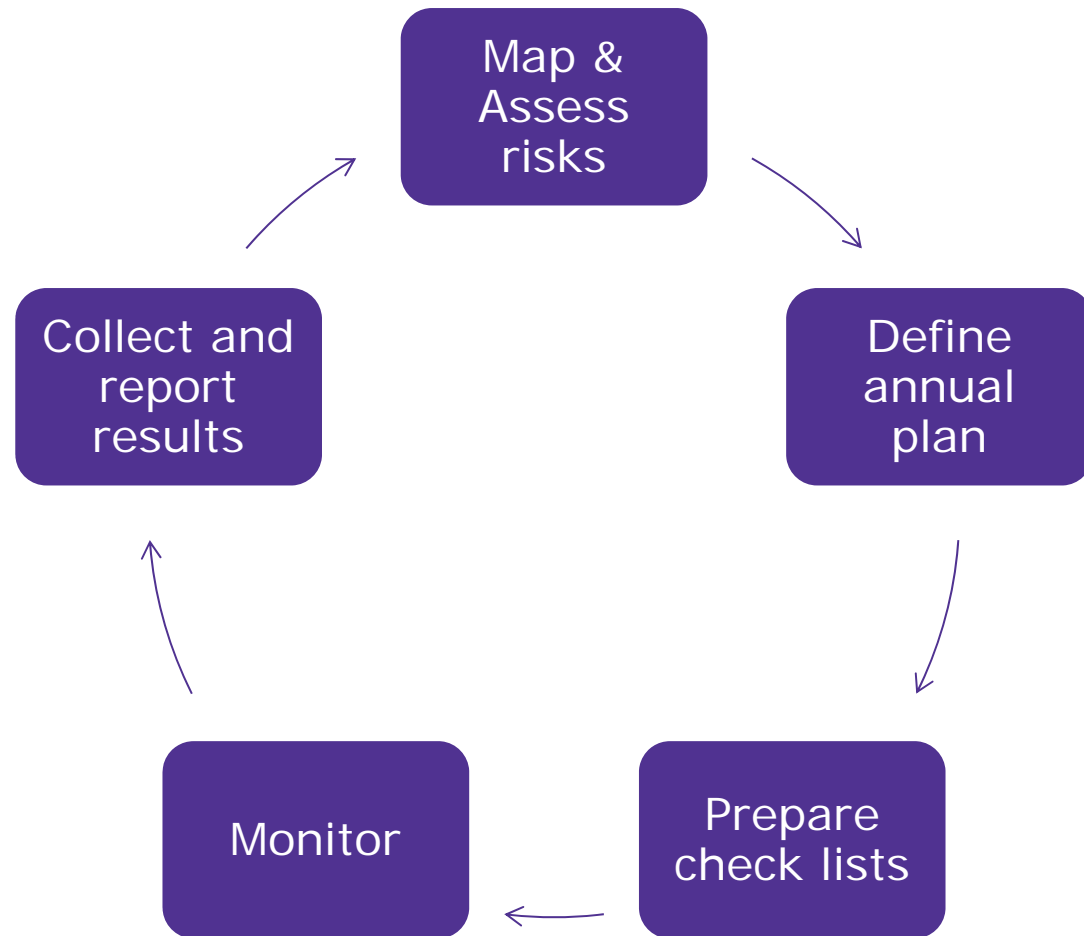 Map &
Assess
risks
Define
annual
plan
Prepare
check lists
Monitor
Collect and
report
results